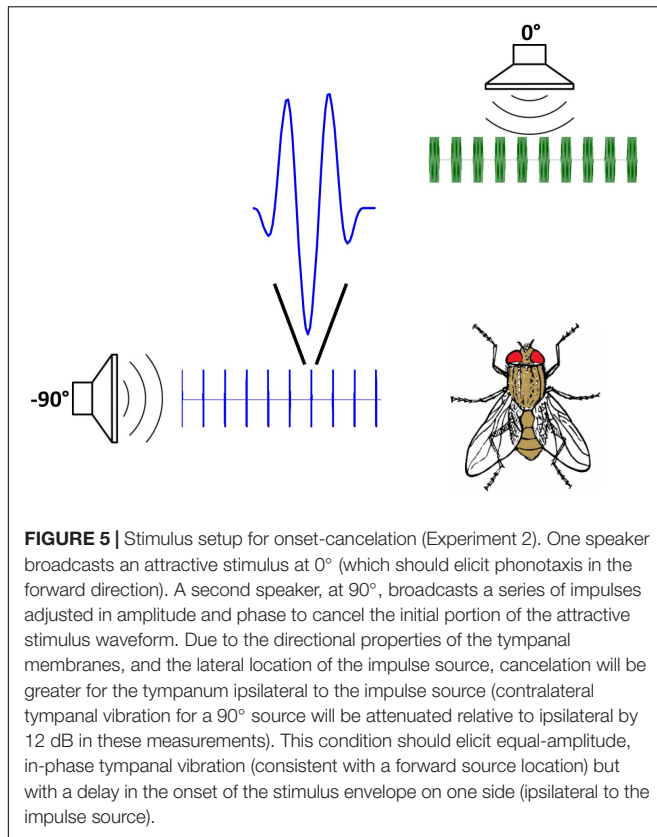 0°
-90°
FIGURE 5 | Stimulus setup for onset-cancelation (Experiment 2). One speaker
broadcasts an attractive stimulus at 0° (which should elicit phonotaxis in the
forward direction). A second speaker, at 90°, broadcasts a series of impulses
adjusted in amplitude and phase to cancel the initial portion of the attractive
stimulus waveform. Due to the directional properties of the tympanal
membranes, and the lateral location of the impulse source, cancelation will be
greater for the tympanum ipsilateral to the impulse source (contralateral
tympanal vibration for a 90° source will be attenuated relative to ipsilateral by
12 dB in these measurements). This condition should elicit equal-amplitude,
in-phase tympanal vibration (consistent with a forward source location) but
with a delay in the onset of the stimulus envelope on one side (ipsilateral to the
impulse source).